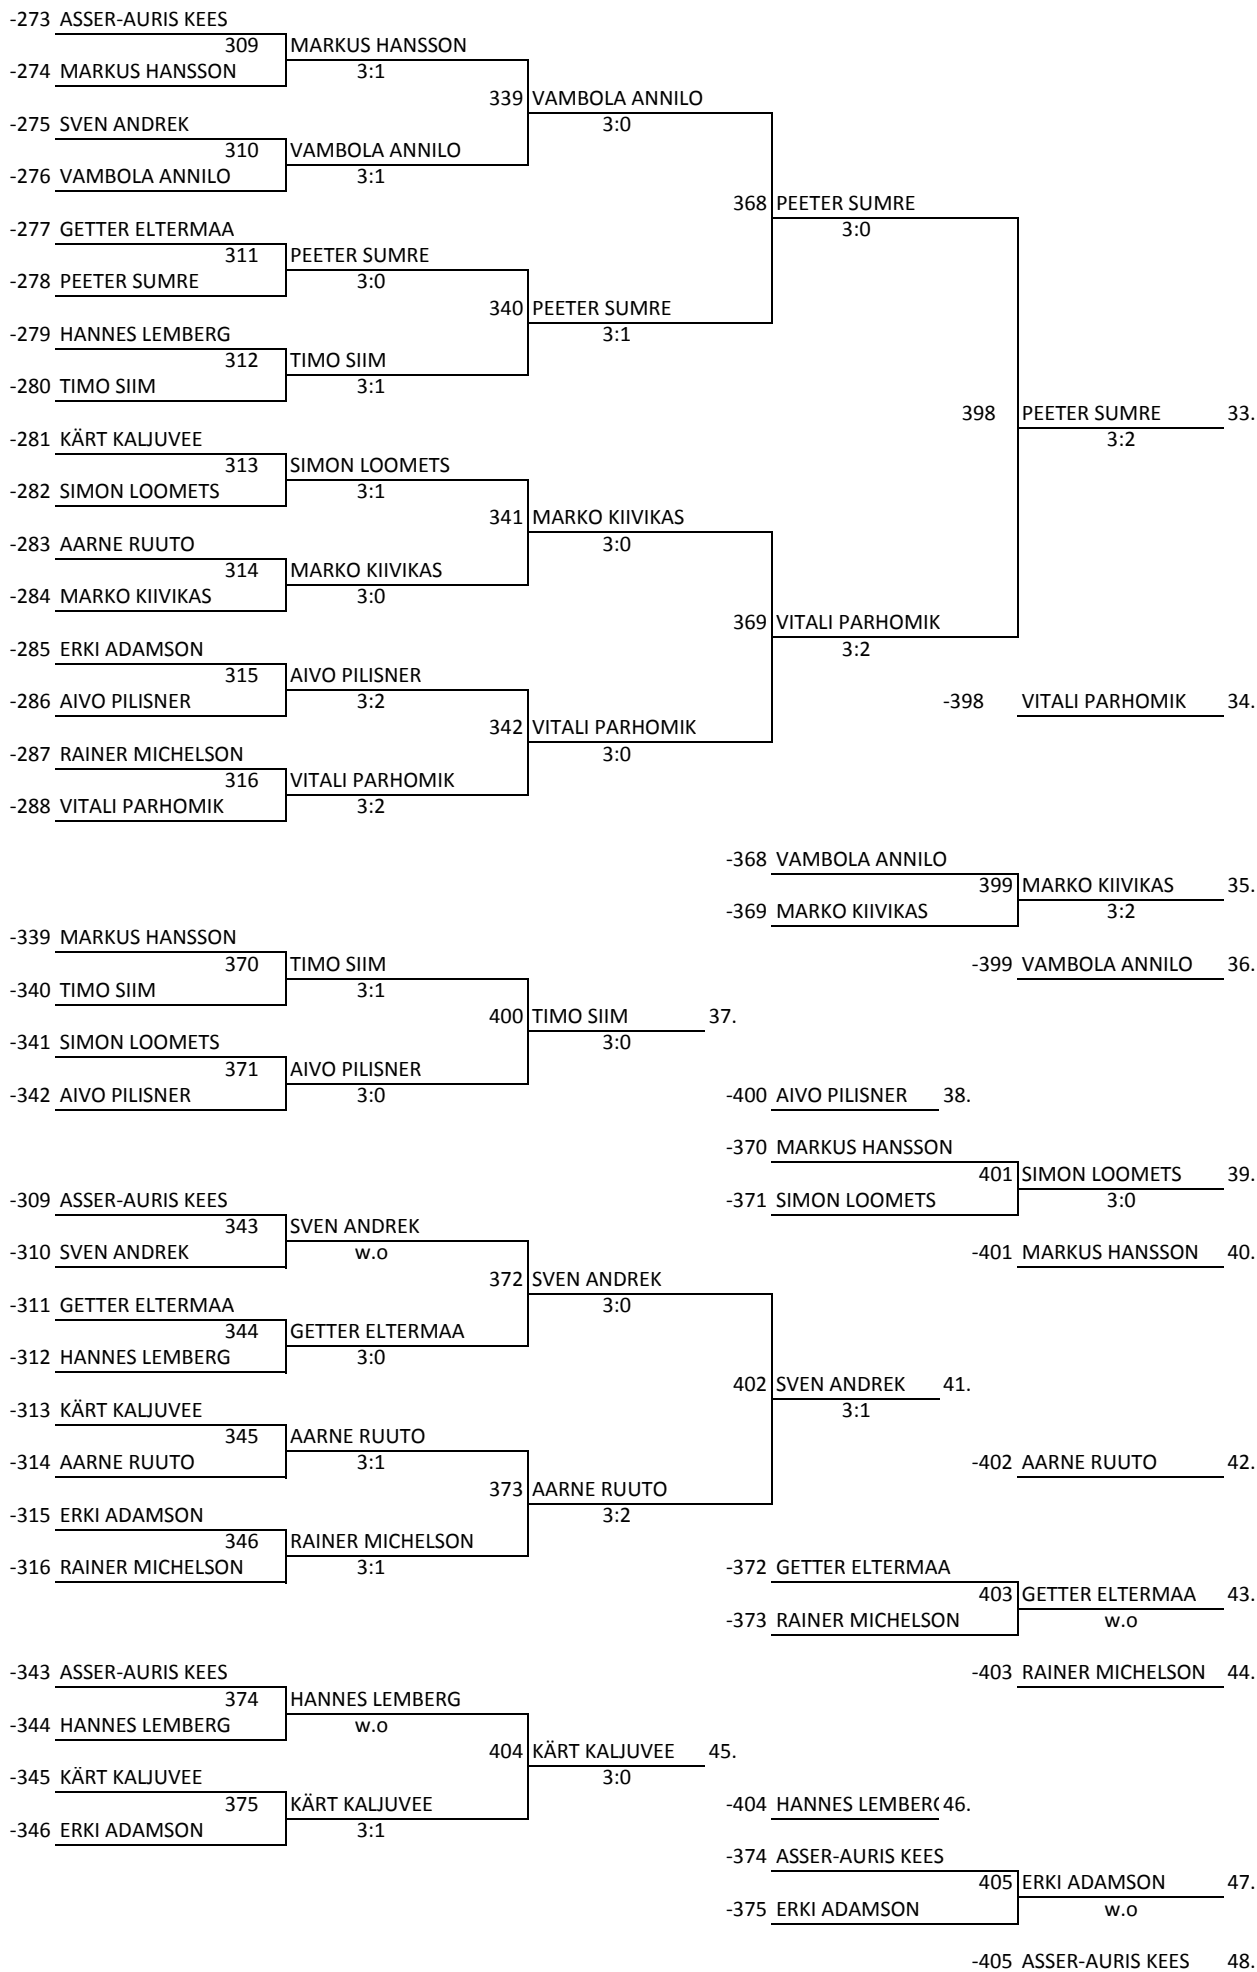 -273 ASSER-AURIS KEES
309 MARKUS HANSSON
-274 MARKUS HANSSON 3:1
339 VAMBOLA ANNILO
-275 SVEN ANDREK 3:0
310 VAMBOLA ANNILO
-276 VAMBOLA ANNILO 3:1
368 PEETER SUMRE
-277 GETTER ELTERMAA 3:0
311 PEETER SUMRE
-278 PEETER SUMRE 3:0
340 PEETER SUMRE
-279 HANNES LEMBERG 3:1
312 TIMO SIIM
-280 TIMO SIIM 3:1
398 PEETER SUMRE 33.
-281 KÄRT KALJUVEE 3:2
313 SIMON LOOMETS
-282 SIMON LOOMETS 3:1
341 MARKO KIIVIKAS
-283 AARNE RUUTO 3:0
314 MARKO KIIVIKAS
-284 MARKO KIIVIKAS 3:0
369 VITALI PARHOMIK
-285 ERKI ADAMSON 3:2
315 AIVO PILISNER
-286 AIVO PILISNER 3:2 -398 VITALI PARHOMIK 34.
342 VITALI PARHOMIK
-287 RAINER MICHELSON 3:0
316 VITALI PARHOMIK
-288 VITALI PARHOMIK 3:2
-368 VAMBOLA ANNILO
399 MARKO KIIVIKAS 35.
-369 MARKO KIIVIKAS 3:2
-339 MARKUS HANSSON
370 TIMO SIIM -399 VAMBOLA ANNILO 36.
-340 TIMO SIIM 3:1
400 TIMO SIIM 37.
-341 SIMON LOOMETS 3:0
371 AIVO PILISNER
-342 AIVO PILISNER 3:0 -400 AIVO PILISNER 38.
-370 MARKUS HANSSON
401 SIMON LOOMETS 39.
-309 ASSER-AURIS KEES -371 SIMON LOOMETS 3:0
343 SVEN ANDREK
-310 SVEN ANDREK w.o -401 MARKUS HANSSON 40.
372 SVEN ANDREK
-311 GETTER ELTERMAA 3:0
344 GETTER ELTERMAA
-312 HANNES LEMBERG 3:0
402 SVEN ANDREK 41.
-313 KÄRT KALJUVEE 3:1
345 AARNE RUUTO
-314 AARNE RUUTO 3:1 -402 AARNE RUUTO 42.
373 AARNE RUUTO
-315 ERKI ADAMSON 3:2
346 RAINER MICHELSON
-316 RAINER MICHELSON 3:1 -372 GETTER ELTERMAA
403 GETTER ELTERMAA 43.
-373 RAINER MICHELSON w.o
-343 ASSER-AURIS KEES -403 RAINER MICHELSON 44.
374 HANNES LEMBERG
-344 HANNES LEMBERG w.o
404 KÄRT KALJUVEE 45.
-345 KÄRT KALJUVEE 3:0
375 KÄRT KALJUVEE -404 HANNES LEMBER 46.
-346 ERKI ADAMSON 3:1
-374 ASSER-AURIS KEES
405 ERKI ADAMSON 47.
-375 ERKI ADAMSON w.o
-405 ASSER-AURIS KEES 48.